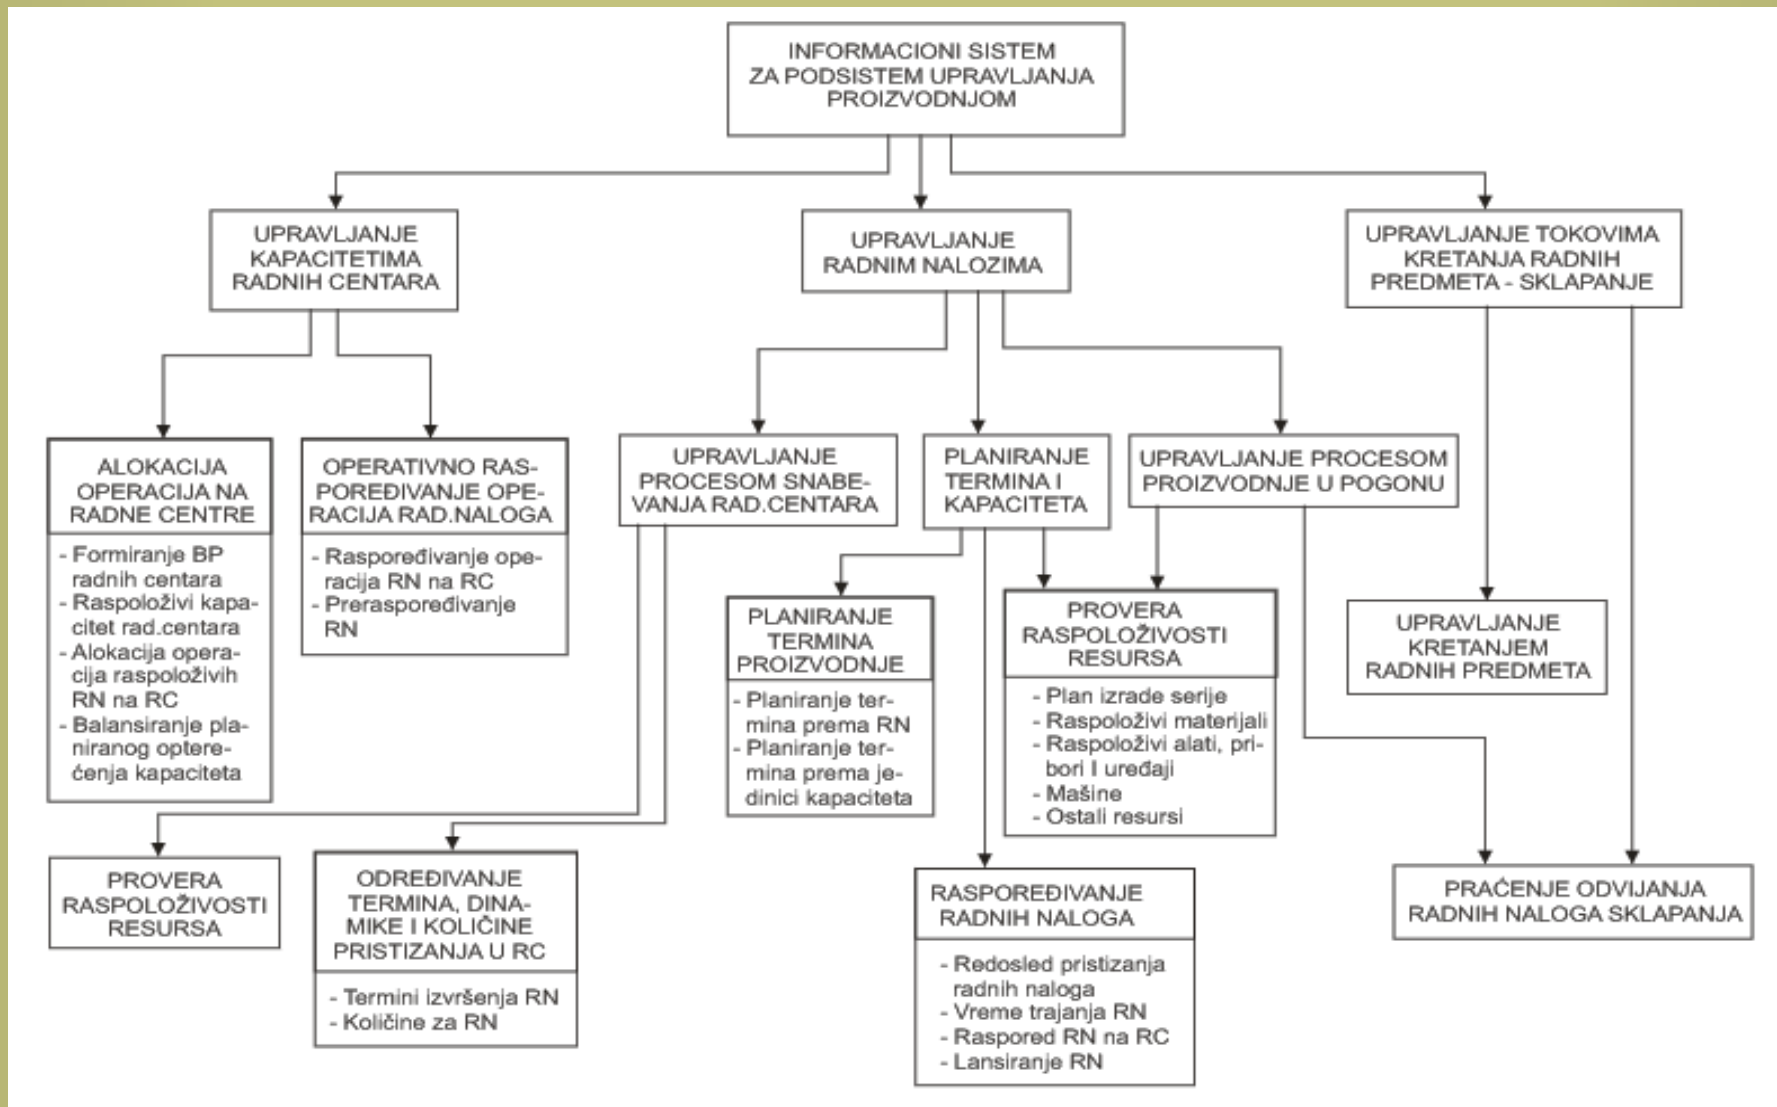 INFORMACIONI SISTEM
ZA PODSISTEM UPRAVLJANJA
PROIZVODNJOM
UPRAVLJANJE
KAPACITETIMA
RADNIH CENTARA
UPRAVLJANJE
RADNIM NALOZIMA
UPRAVLJANJE TOKOVIMA
KRETANJA RADNIH
PREDMETA - SKLAPANJE
ALOKACIJA
OPERACIJA NA
RADNE CENTRE
- Formiranje BP
radnih centara
- Raspoloživi kapa-
citet rad.centara
- Alokacija opera-
cija raspoloživih
RN na RC
- Balansiranje pla-
niranog optere-
ćenja kapaciteta
OPERATIVNO RAS-
POREĐIVANJE OPE-
RACIJA RAD.NALOGA
- Raspoređivanje ope-
racija RN na RC
- Preraspoređivanje
RN
UPRAVLJANJE
PROCESOM SNABE-
VANJA RAD.CENTARA
PLANIRANJE
TERMINA I
KAPACITETA
UPRAVLJANJE PROCESOM
PROIZVODNJE U POGONU
PLANIRANJE
TERMINA
PROIZVODNJE
- Planiranje ter-
mina prema RN
- Planiranje ter-
mina prema je-
dinici kapaciteta
PROVERA
RASPOLOŽIVOSTI
RESURSA
- Plan izrade serije
- Raspoloživi materijali
- Raspoloživi alati, pri-
bori I uređaji
- Mašine
- Ostali resursi
UPRAVLJANJE
KRETANJEM
RADNIH PREDMETA
PROVERA
RASPOLOŽIVOSTI
RESURSA
ODREĐIVANJE
TERMINA, DINA-
MIKE I KOLIČINE
PRISTIZANJA U RC
- Termini izvršenja RN
- Količine za RN
RASPOREĐIVANJE
RADNIH NALOGA
- Redosled pristizanja
radnih naloga
- Vreme trajanja RN
- Raspored RN na RC
- Lansiranje RN
PRAĆENJE ODVIJANJA
RADNIH NALOGA SKLAPANJA